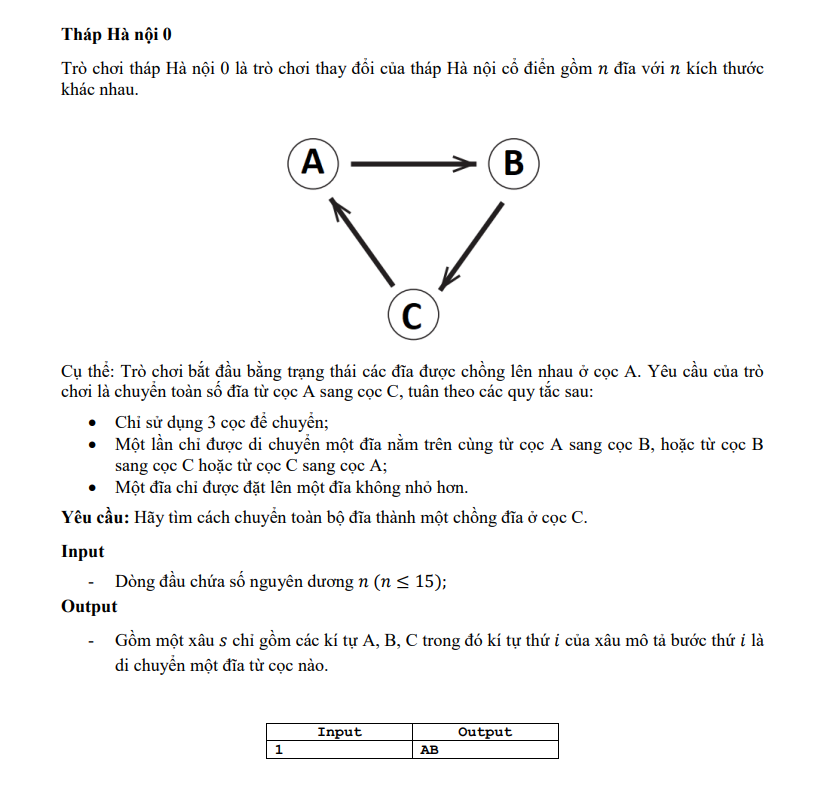 Tháp Hà nội 0
Trò chơi tháp Hà nội 0 là trò chơi thay đổi của tháp Hà nội cổ điển gồm n đĩa với n kích thước
khác nhau.
A
B
C
Cụ thể: Trò chơi bắt đầu bằng trạng thái các đĩa được chồng lên nhau ở cọc A. Yêu cầu của trò
chơi là chuyển toàn số đĩa từ cọc A sang cọc C, tuân theo các quy tắc sau:
• Chỉ sử dụng 3 cọc để chuyển;
• Một lần chỉ được di chuyển một đĩa nằm trên cùng từ cọc A sang cọc B, hoặc từ cọc B
sang cọc C hoặc từ cọc C sang cọc A;
• Một đĩa chỉ được đặt lên một đĩa không nhỏ hơn.
Yêu cầu: Hãy tìm cách chuyển toàn bộ đĩa thành một chồng đĩa ở cọc C.
Input
- Dòng đầu chứa số nguyên dương n (n ≤ 15);
Output
- Gồm một xâu s chỉ gồm các kí tự A, B, C trong đó kí tự thứ i của xâu mô tả bước thứ i là
di chuyển một đĩa từ cọc nào.
Input Output
1 AB